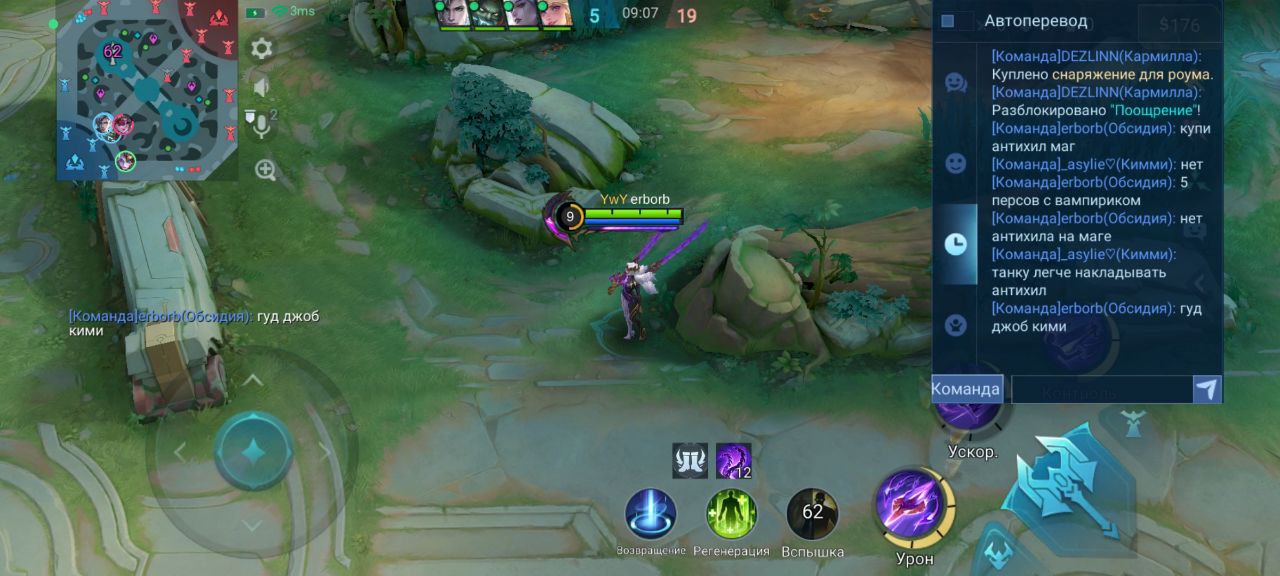 3ms
2
62
5
09:07
19
Автоперевод
$176
[Команда]DEZLINN(Кармилла):
Куплено снаряжение для роума.
[Команда]DEZLINN(Кармилла):
Разблокировано "Поощрение"!
[Команда]erborb(Обсидия): купи
антихил маг
[Команда]_asylie♡(Кимми): нет
[Команда]erborb(Обсидия): 5
персов с вампириком
[Команда]erborb(Обсидия): нет
антихила на маге
[Команда]_asylie♡(Кимми):
танку легче накладывать
антихил
[Команда]erborb(Обсидия): гуд
джоб кими
Команда
Контроль
YwY erborb
9
[Команда]erborb(Обсидия): гуд джоб
кими
12
62
Возвращение
Регенерация
Вспышка
Урон
Ускор.